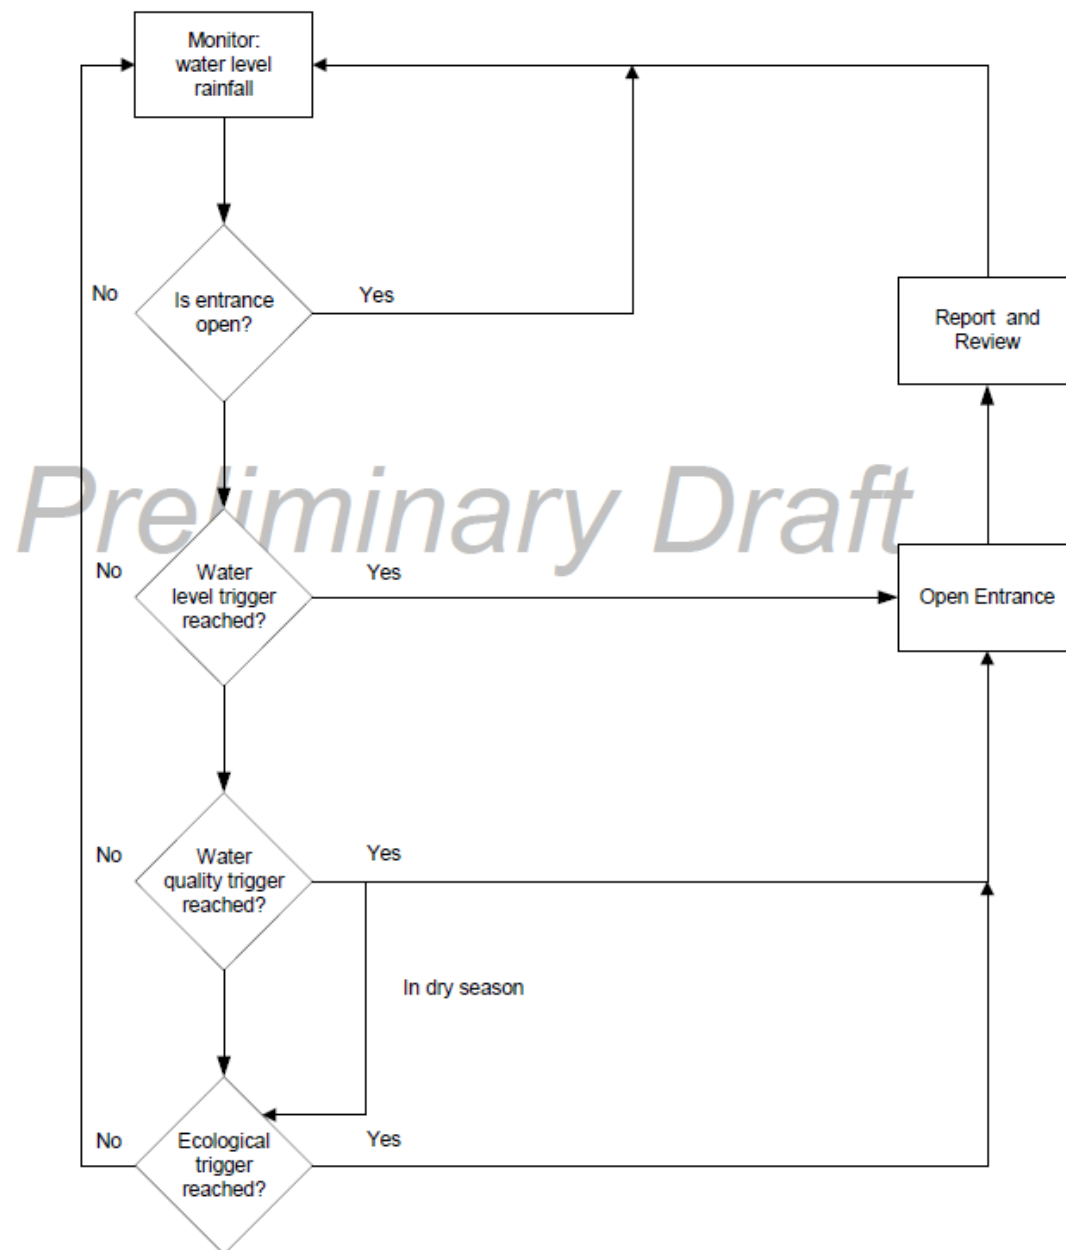 Monitor:
water level
rainfall
No
Is entrance
open?
Yes
Report and
Review
Preliminary Draft
No
Water
level trigger
reached?
Yes
Open Entrance
No
Water
quality trigger
reached?
Yes
In dry season
No
Ecological
trigger
reached?
Yes